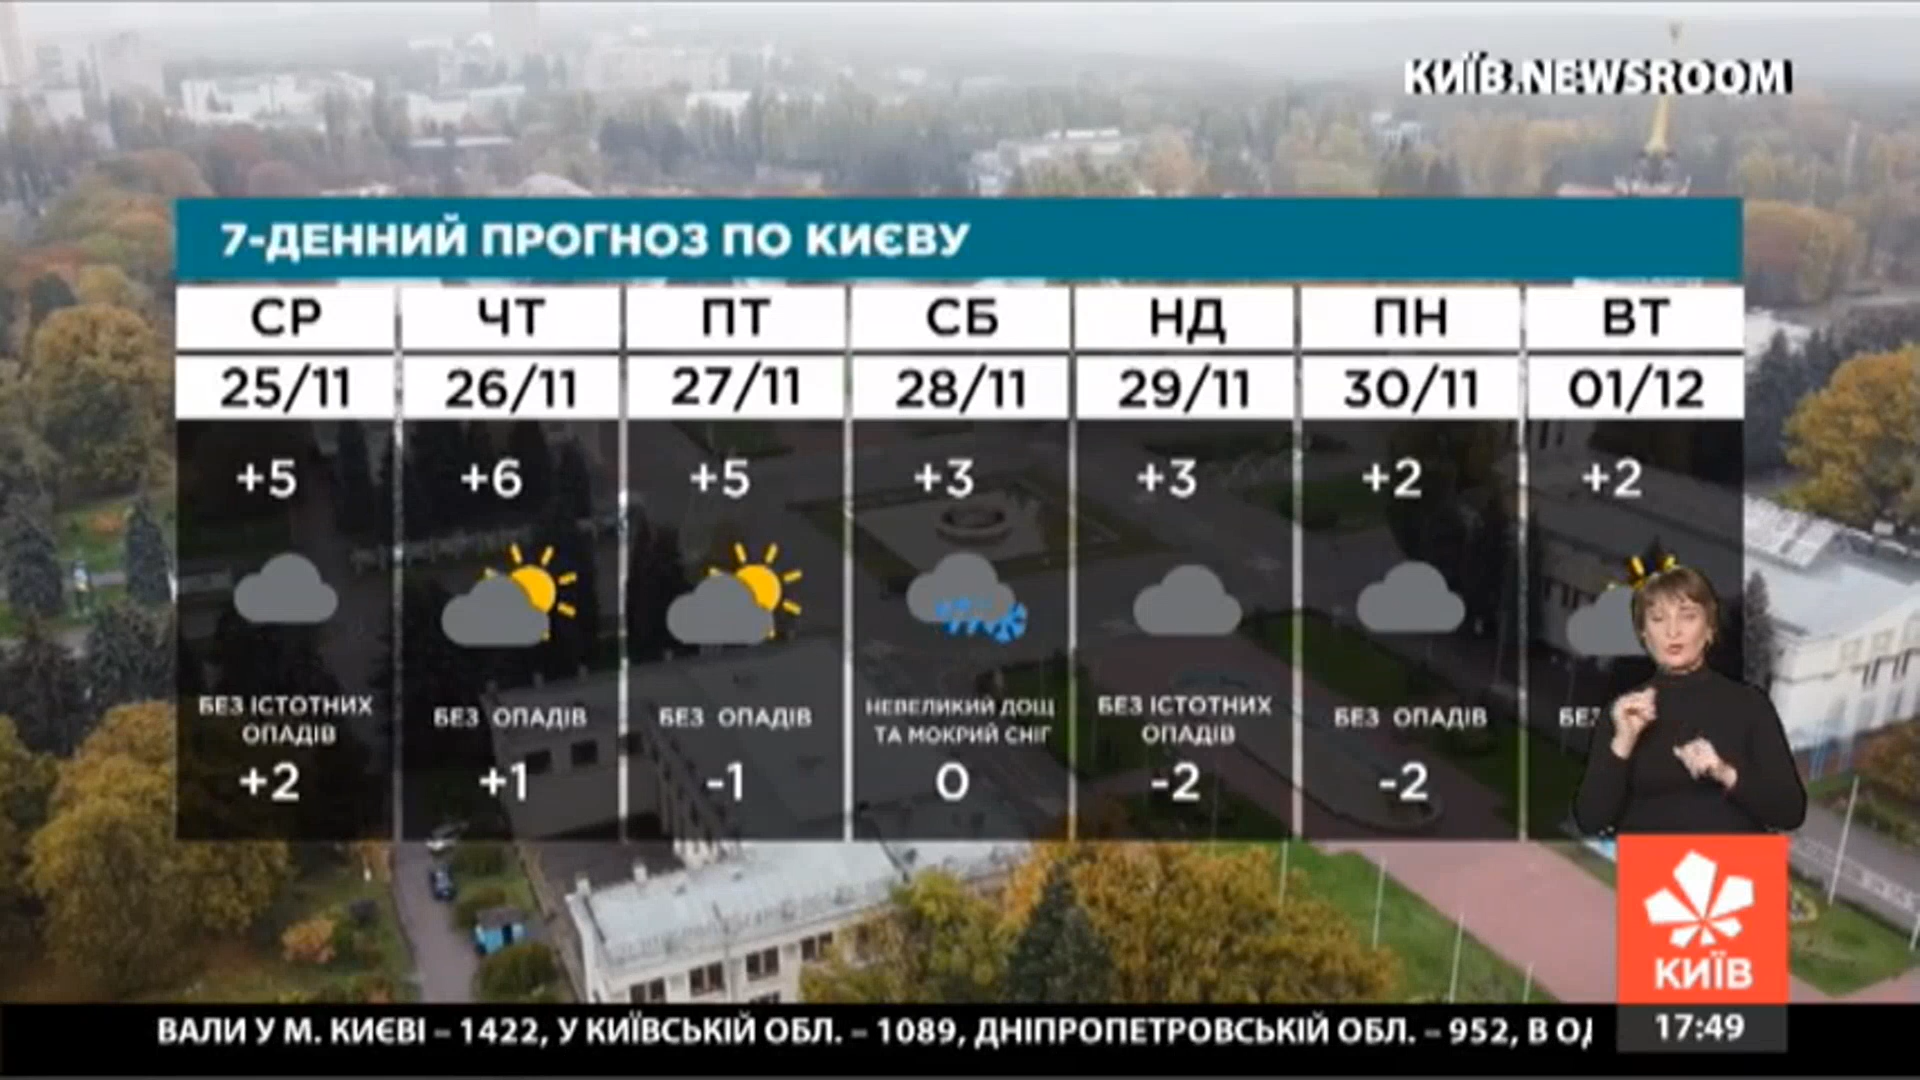 КИЇВ.NEWSROOM
7-ДЕННИЙ ПРОГНОЗ ПО КИЄВУ
СР ЧТ ПТ СБ НД ПН ВТ
25/11 26/11 27/11 28/11 29/11 30/11 01/12
+5 +6 +5 +3 +3 +2 +2
БЕЗ ІСТОТНИХ ОПАДІВ
БЕЗ ОПАДІВ
БЕЗ ОПАДІВ
НЕВЕЛИКИЙ ДОЩ ТА МОКРИЙ СНІГ
БЕЗ ІСТОТНИХ ОПАДІВ
БЕЗ ОПАДІВ
БЕЗ
+2 +1 -1 0 -2 -2
КИЇВ
ВАЛИ У М. КИЄВІ – 1422, У КИЇВСЬКІЙ ОБЛ. – 1089, ДНІПРОПЕТРОВСЬКІЙ ОБЛ. – 952, В ОД
17:49